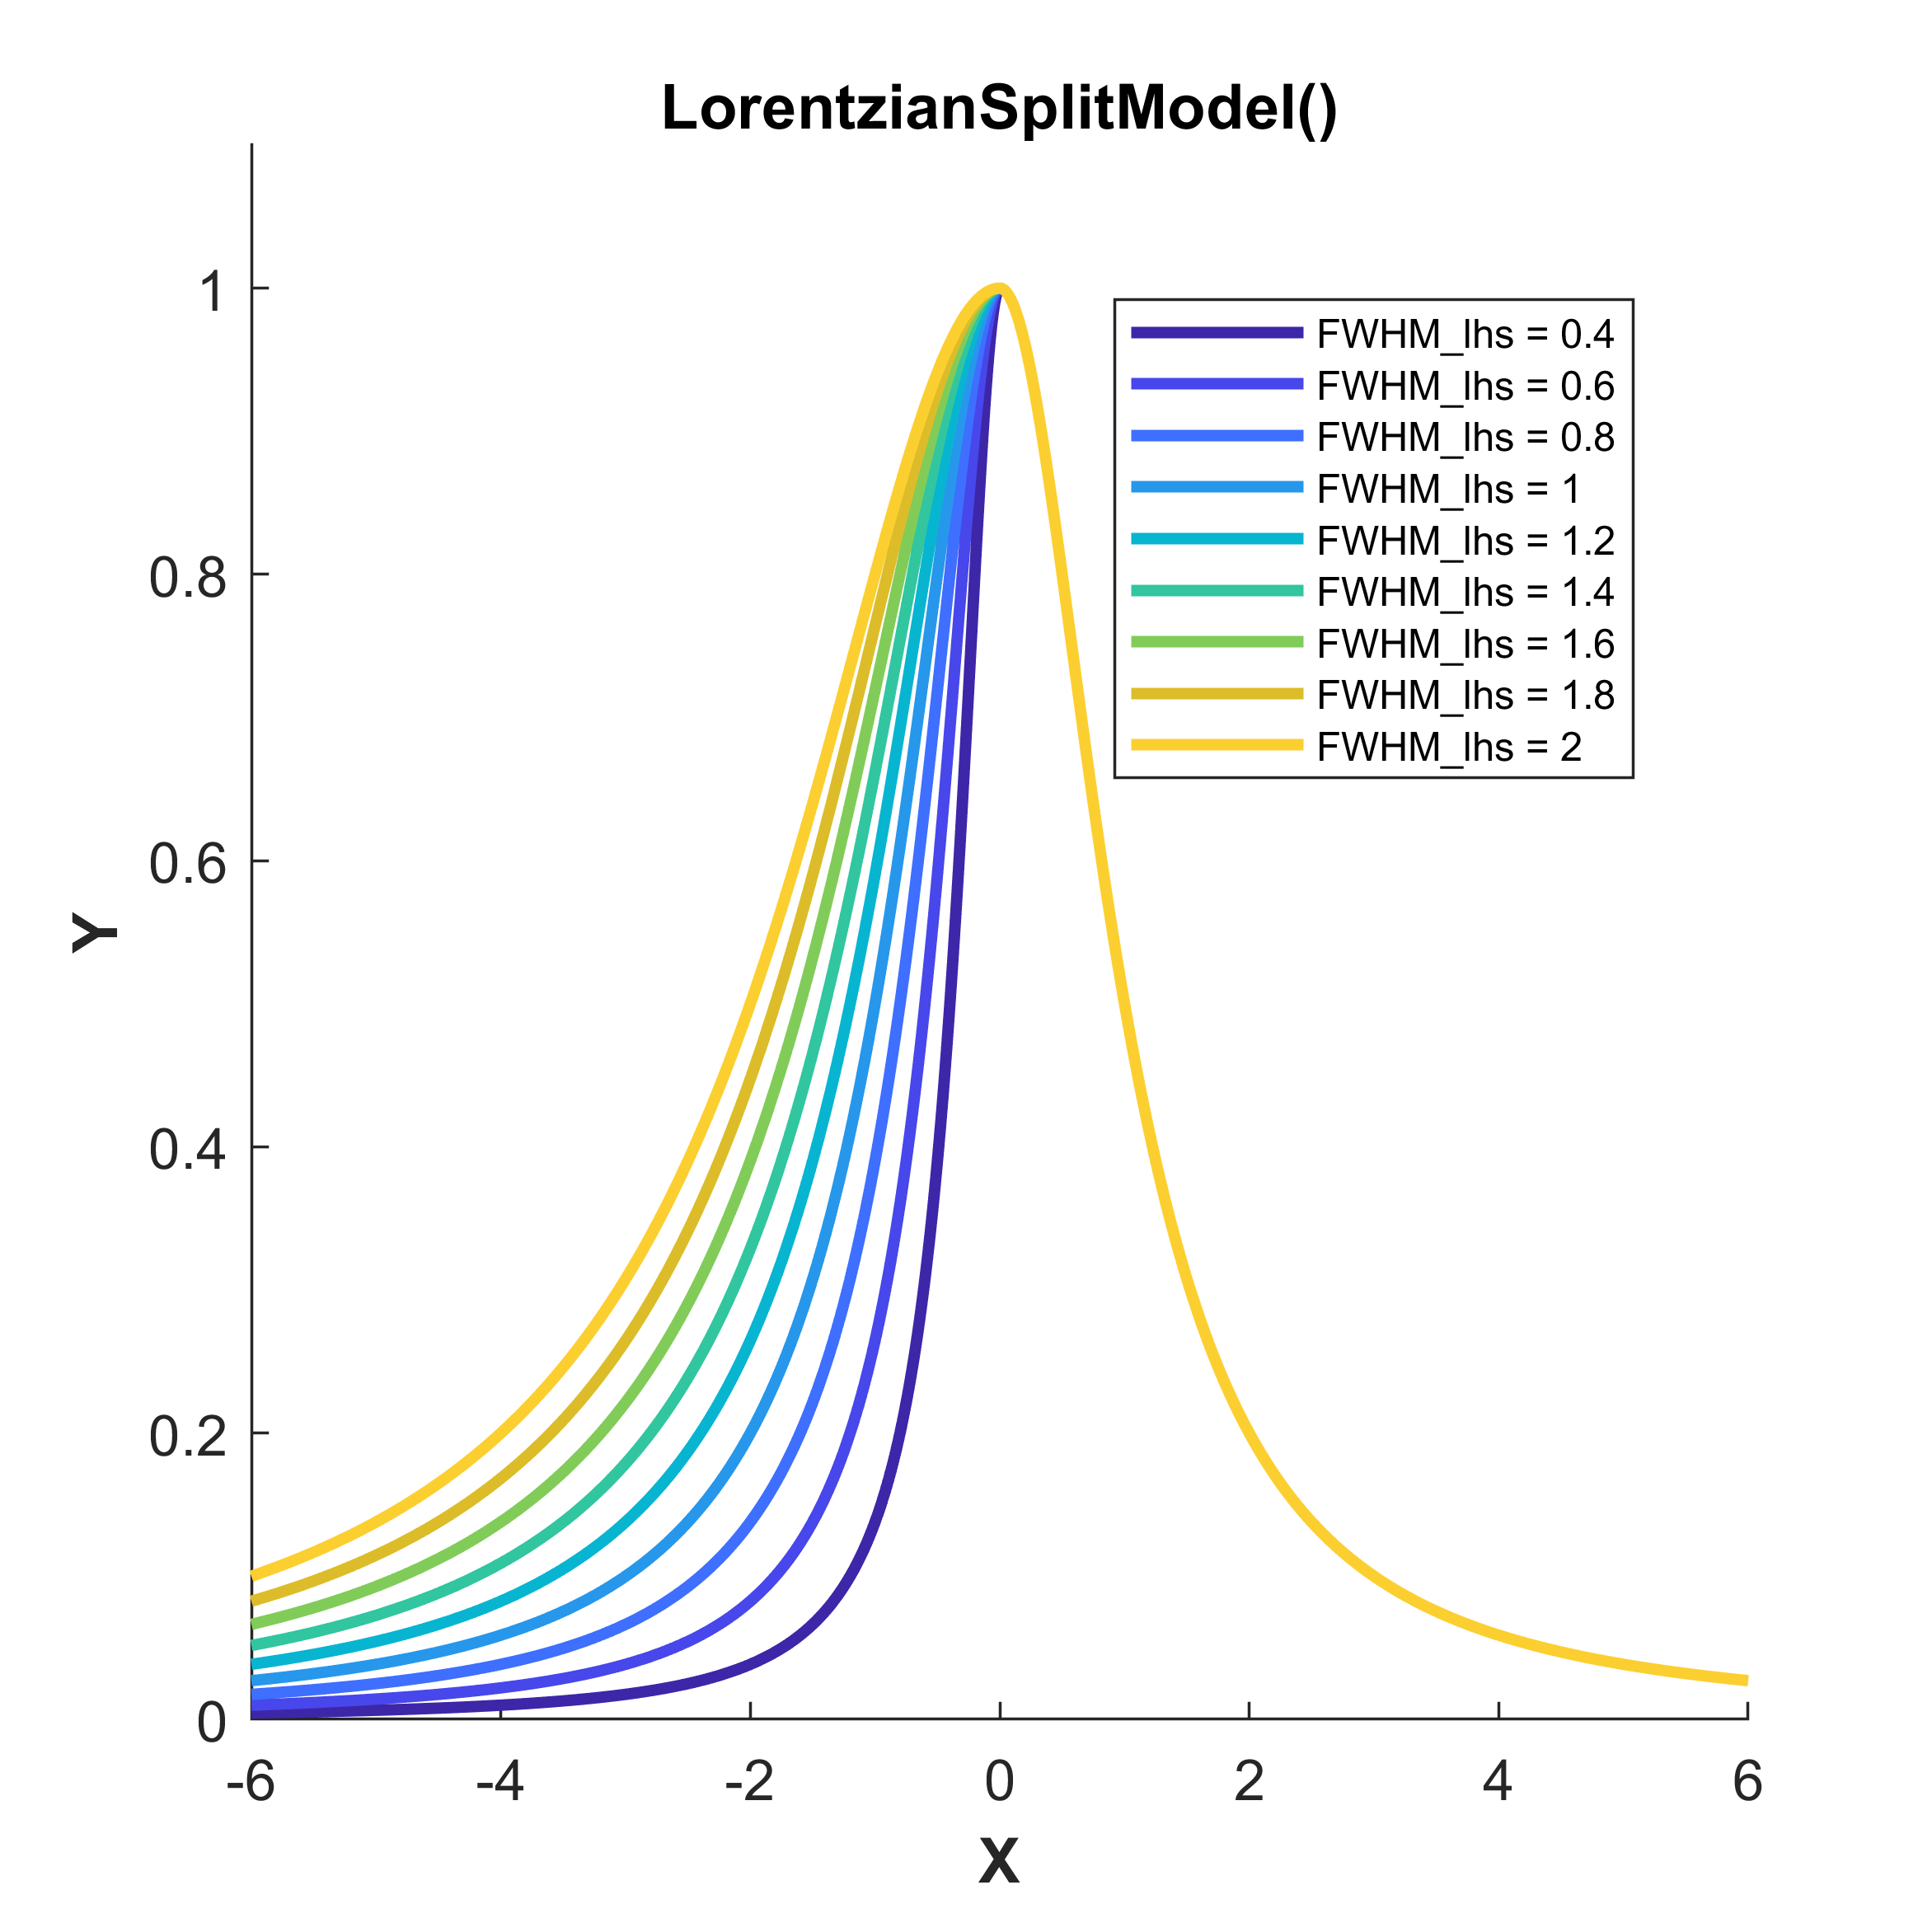 LorentzianSplitModel()
1
0.8
0.6
0.4
0.2
0
Y
-6 -4 -2 0 2 4 6
X
FWHM_lhs = 0.4
FWHM_lhs = 0.6
FWHM_lhs = 0.8
FWHM_lhs = 1
FWHM_lhs = 1.2
FWHM_lhs = 1.4
FWHM_lhs = 1.6
FWHM_lhs = 1.8
FWHM_lhs = 2